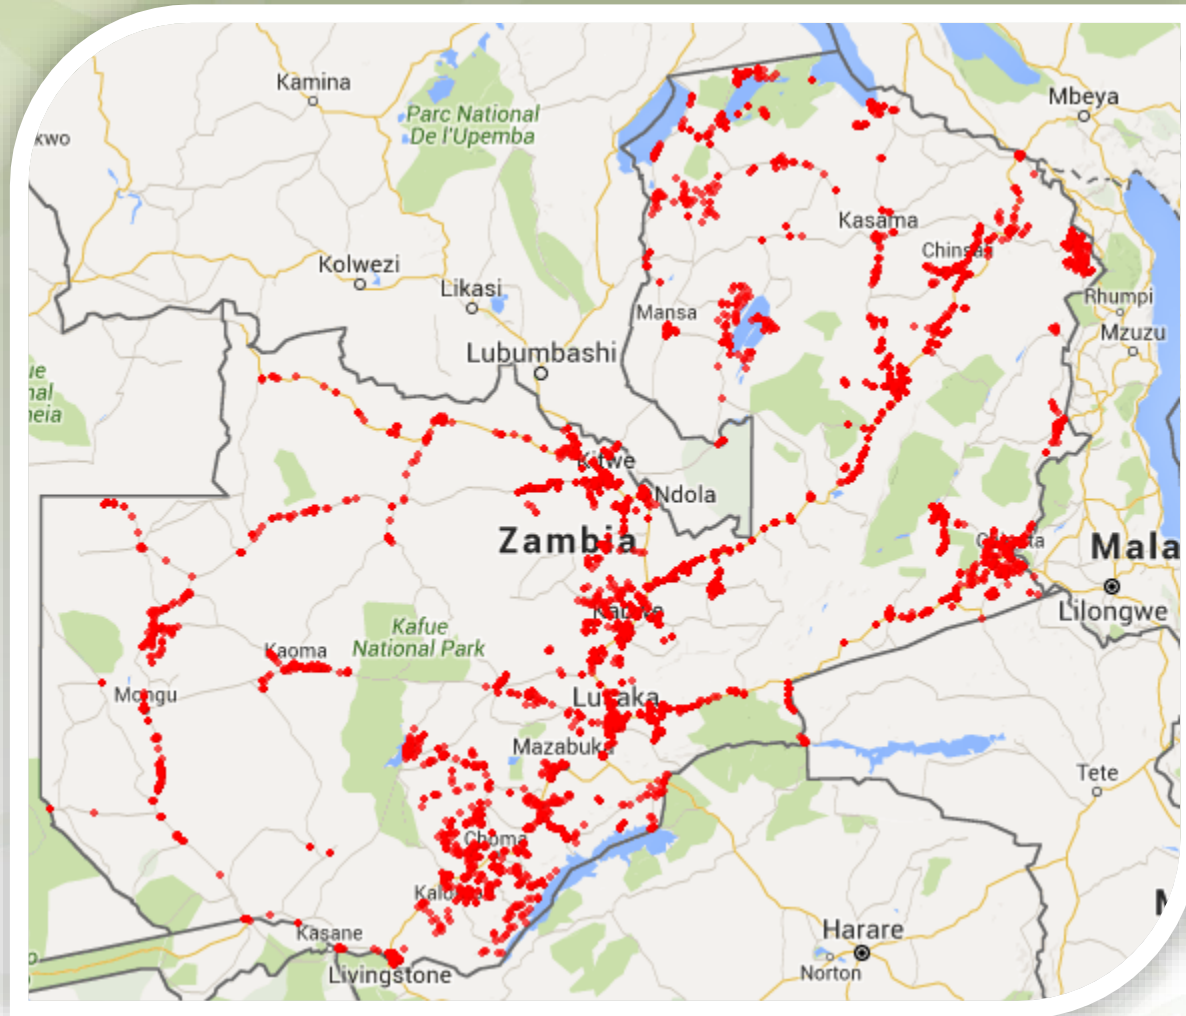 Kamina
Mbeya
Parc National
De l'Upemba
Kasama
Kolwezi
Likasi
Mansa
Rhumpi
Mzuzu
Lubumbashi
Kitwe
Ndola
Zambia
Mala
Lilongwe
Kafue
National Park
Kaoma
Mongu
Lusaka
Mazabuka
Tete
Choma
Kasane
Livingstone
Harare
Norton